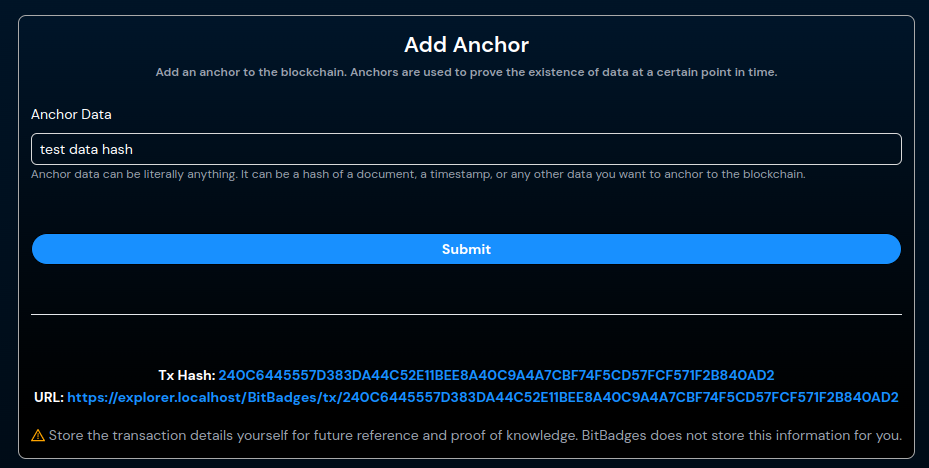 Add Anchor
Add an anchor to the blockchain. Anchors are used to prove the existence of data at a certain point in time.
Anchor Data
test data hash
Anchor data can be literally anything. It can be a hash of a document, a timestamp, or any other data you want to anchor to the blockchain.
Submit
Tx Hash: 240C6445557D383DA44C52E11BEE8A40C9A4A7CBF74F5CD57FCF571F2B840AD2
URL: https://explorer.localhost/BitBadges/tx/240C6445557D383DA44C52E11BEE8A40C9A4A7CBF74F5CD57FCF571F2B840AD2
Store the transaction details yourself for future reference and proof of knowledge. BitBadges does not store this information for you.